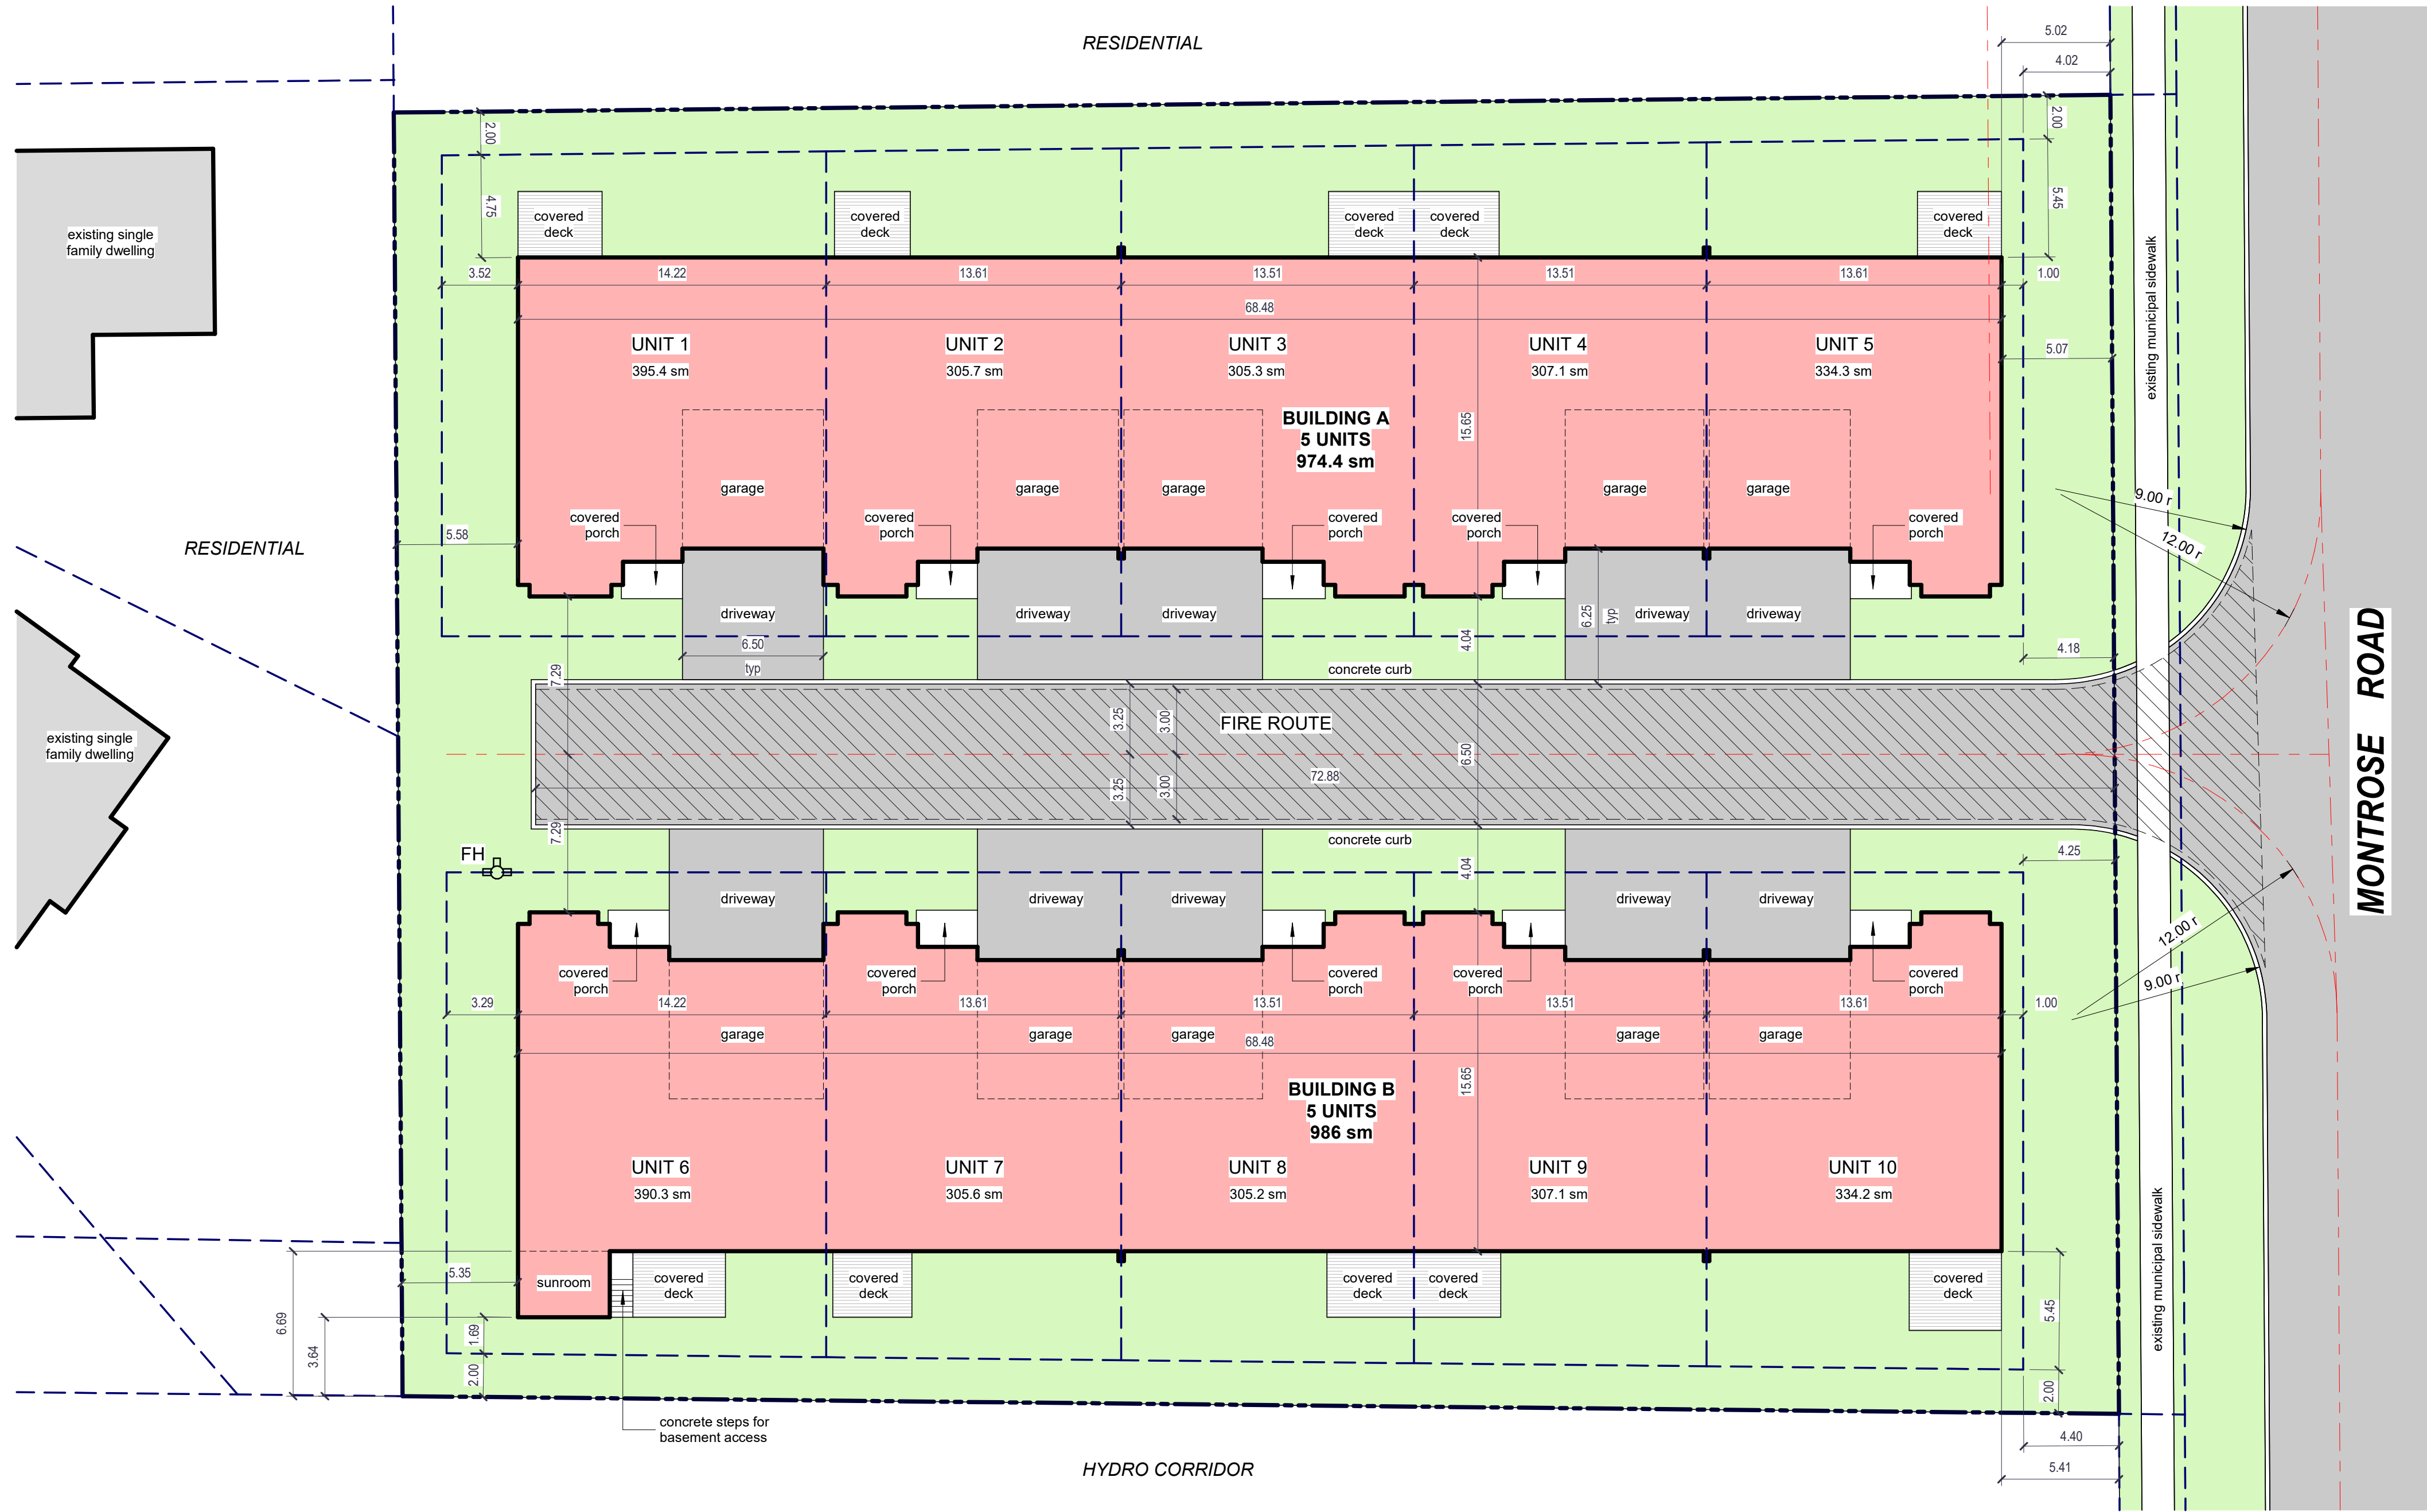 RESIDENTIAL
5.02
4.02
2.00
2.00
4.75
5.45
covered
deck
covered
deck
covered
deck
covered
deck
covered
deck
existing single
family dwelling
3.52
14.22
13.61
13.51
13.51
13.61
1.00
68.48
existing municipal sidewalk
UNIT 1
395.4 sm
UNIT 2
305.7 sm
UNIT 3
305.3 sm
UNIT 4
307.1 sm
UNIT 5
334.3 sm
5.07
BUILDING A
5 UNITS
974.4 sm
15.65
garage
garage
garage
garage
garage
covered
porch
covered
porch
covered
porch
covered
porch
covered
porch
9.00 r
12.00 r
RESIDENTIAL
5.58
driveway
driveway
driveway
driveway
driveway
6.50
typ
6.25
typ
4.04
4.18
7.29
concrete curb
3.25
3.00
FIRE ROUTE
6.50
72.88
3.25
3.00
7.29
existing single
family dwelling
MONTROSE ROAD
concrete curb
FH
4.04
4.25
driveway
driveway
driveway
driveway
driveway
12.00 r
9.00 r
covered
porch
covered
porch
covered
porch
covered
porch
covered
porch
3.29
14.22
13.61
13.51
13.51
13.61
1.00
garage
garage
garage
garage
garage
68.48
15.65
BUILDING B
5 UNITS
986 sm
UNIT 6
390.3 sm
UNIT 7
305.6 sm
UNIT 8
305.2 sm
UNIT 9
307.1 sm
UNIT 10
334.2 sm
existing municipal sidewalk
5.35
sunroom
covered
deck
covered
deck
covered
deck
covered
deck
covered
deck
6.69
3.64
1.69
2.00
5.45
2.00
concrete steps for
basement access
4.40
5.41
HYDRO CORRIDOR